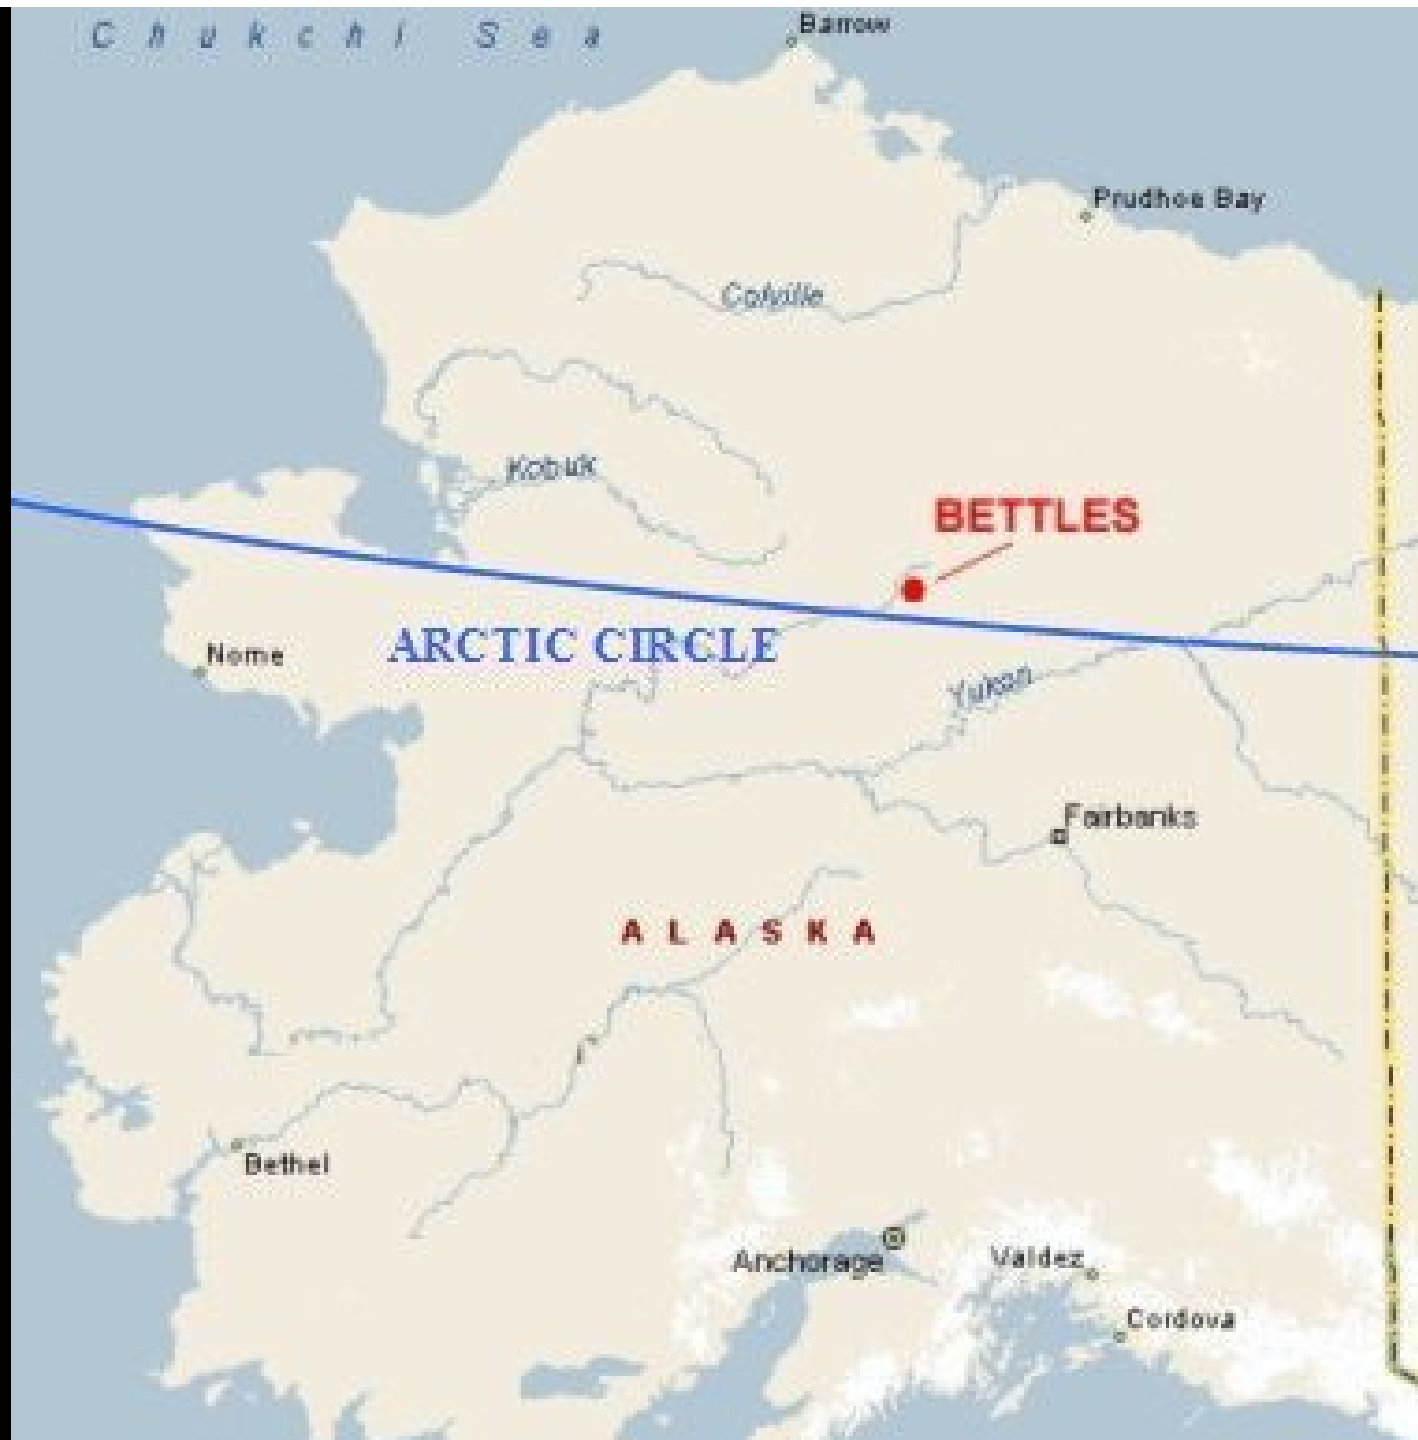 Chukchi Sea
Barrow
Prudhoe Bay
Colville
Kobuk
BETTLES
ARCTIC CIRCLE
Nome
Yukon
Fairbanks
ALASKA
Bethel
Anchorage
Valdez
Cordova